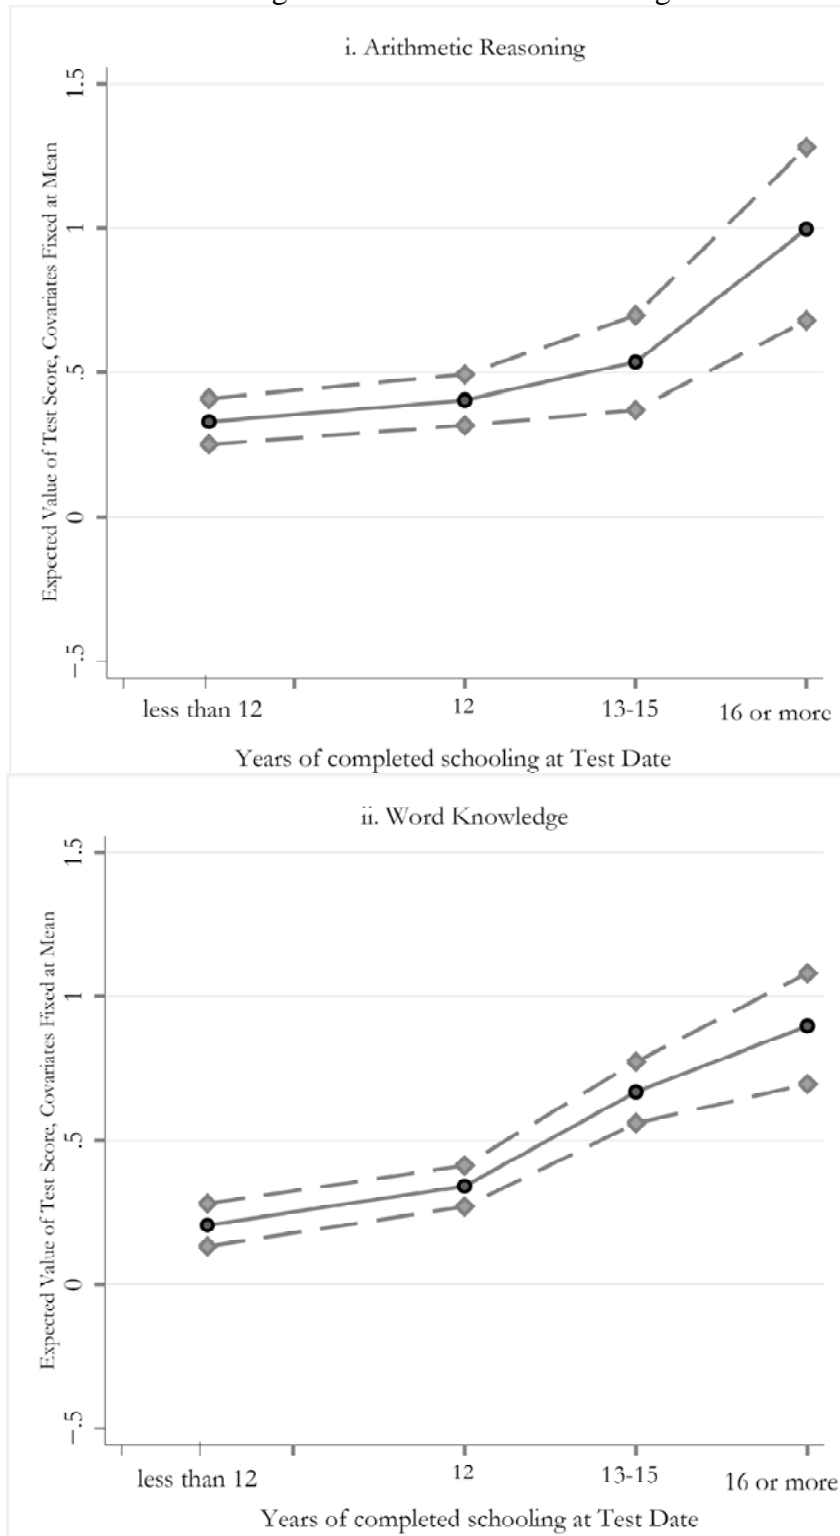 i. Arithmetic Reasoning
Expected Value of Test Score, Covariates Fixed at Mean
1.5
1
.5
0
-.5
less than 12
12
13-15
16 or more
Years of completed schooling at Test Date
ii. Word Knowledge
Expected Value of Test Score, Covariates Fixed at Mean
1.5
1
.5
0
-.5
less than 12
12
13-15
16 or more
Years of completed schooling at Test Date